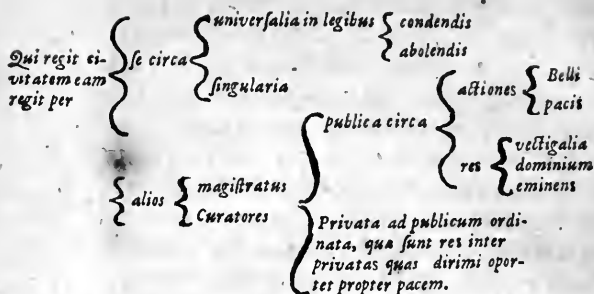 Qui regit ci-
vitatem eam
regit per
ſe circa
univerſalia in legibus
condendis
abolendis
ſingularia
publica circa
actiones
Belli
pacis
res
vectigalia
dominium
eminens
Privata ad publicum ordi-
nata, quæ ſunt res inter
privatas quas dirimi opor-
tet propter pacem.
alios
magiſtratus
Curatores